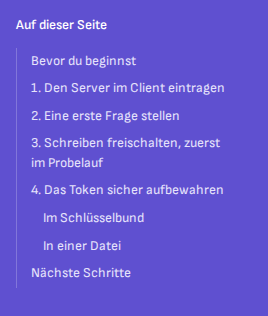 Auf dieser Seite
Bevor du beginnst
1. Den Server im Client eintragen
2. Eine erste Frage stellen
3. Schreiben freischalten, zuerst
im Probelauf
4. Das Token sicher aufbewahren
Im Schlüsselbund
In einer Datei
Nächste Schritte